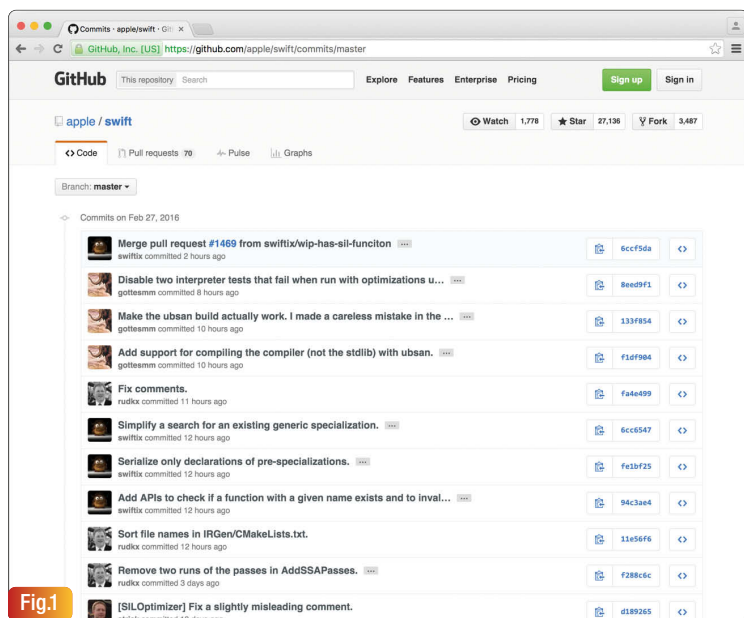 Commits · apple/swift · Git
GitHub, Inc. [US] https://github.com/apple/swift/commits/master
GitHub This repository Search Explore Features Enterprise Pricing Sign up Sign in
apple / swift Watch 1,778 Star 27,136 Fork 3,487
Code Pull requests 70 Pulse Graphs
Branch: master
Commits on Feb 27, 2016
Merge pull request #1469 from swiftix/wip-has-sil-funciton ...
swiftix committed 2 hours ago
6ccf5da
Disable two interpreter tests that fail when run with optimizations u... ...
gottesmm committed 8 hours ago
8eed9f1
Make the ubsan build actually work. I made a careless mistake in the ... ...
gottesmm committed 10 hours ago
133f854
Add support for compiling the compiler (not the stdlib) with ubsan. ...
gottesmm committed 10 hours ago
f1df904
Fix comments.
rudkx committed 11 hours ago
fa4e499
Simplify a search for an existing generic specialization. ...
swiftix committed 12 hours ago
6cc6547
Serialize only declarations of pre-specializations. ...
swiftix committed 12 hours ago
fe1bf25
Add APIs to check if a function with a given name exists and to inval... ...
swiftix committed 12 hours ago
94c3ae4
Sort file names in IRGen/CMakeLists.txt.
rudkx committed 12 hours ago
11e56f6
Remove two runs of the passes in AddSSAPasses. ...
rudkx committed 3 days ago
f288c6c
[SILOptimizer] Fix a slightly misleading comment.
d189265
Fig.1